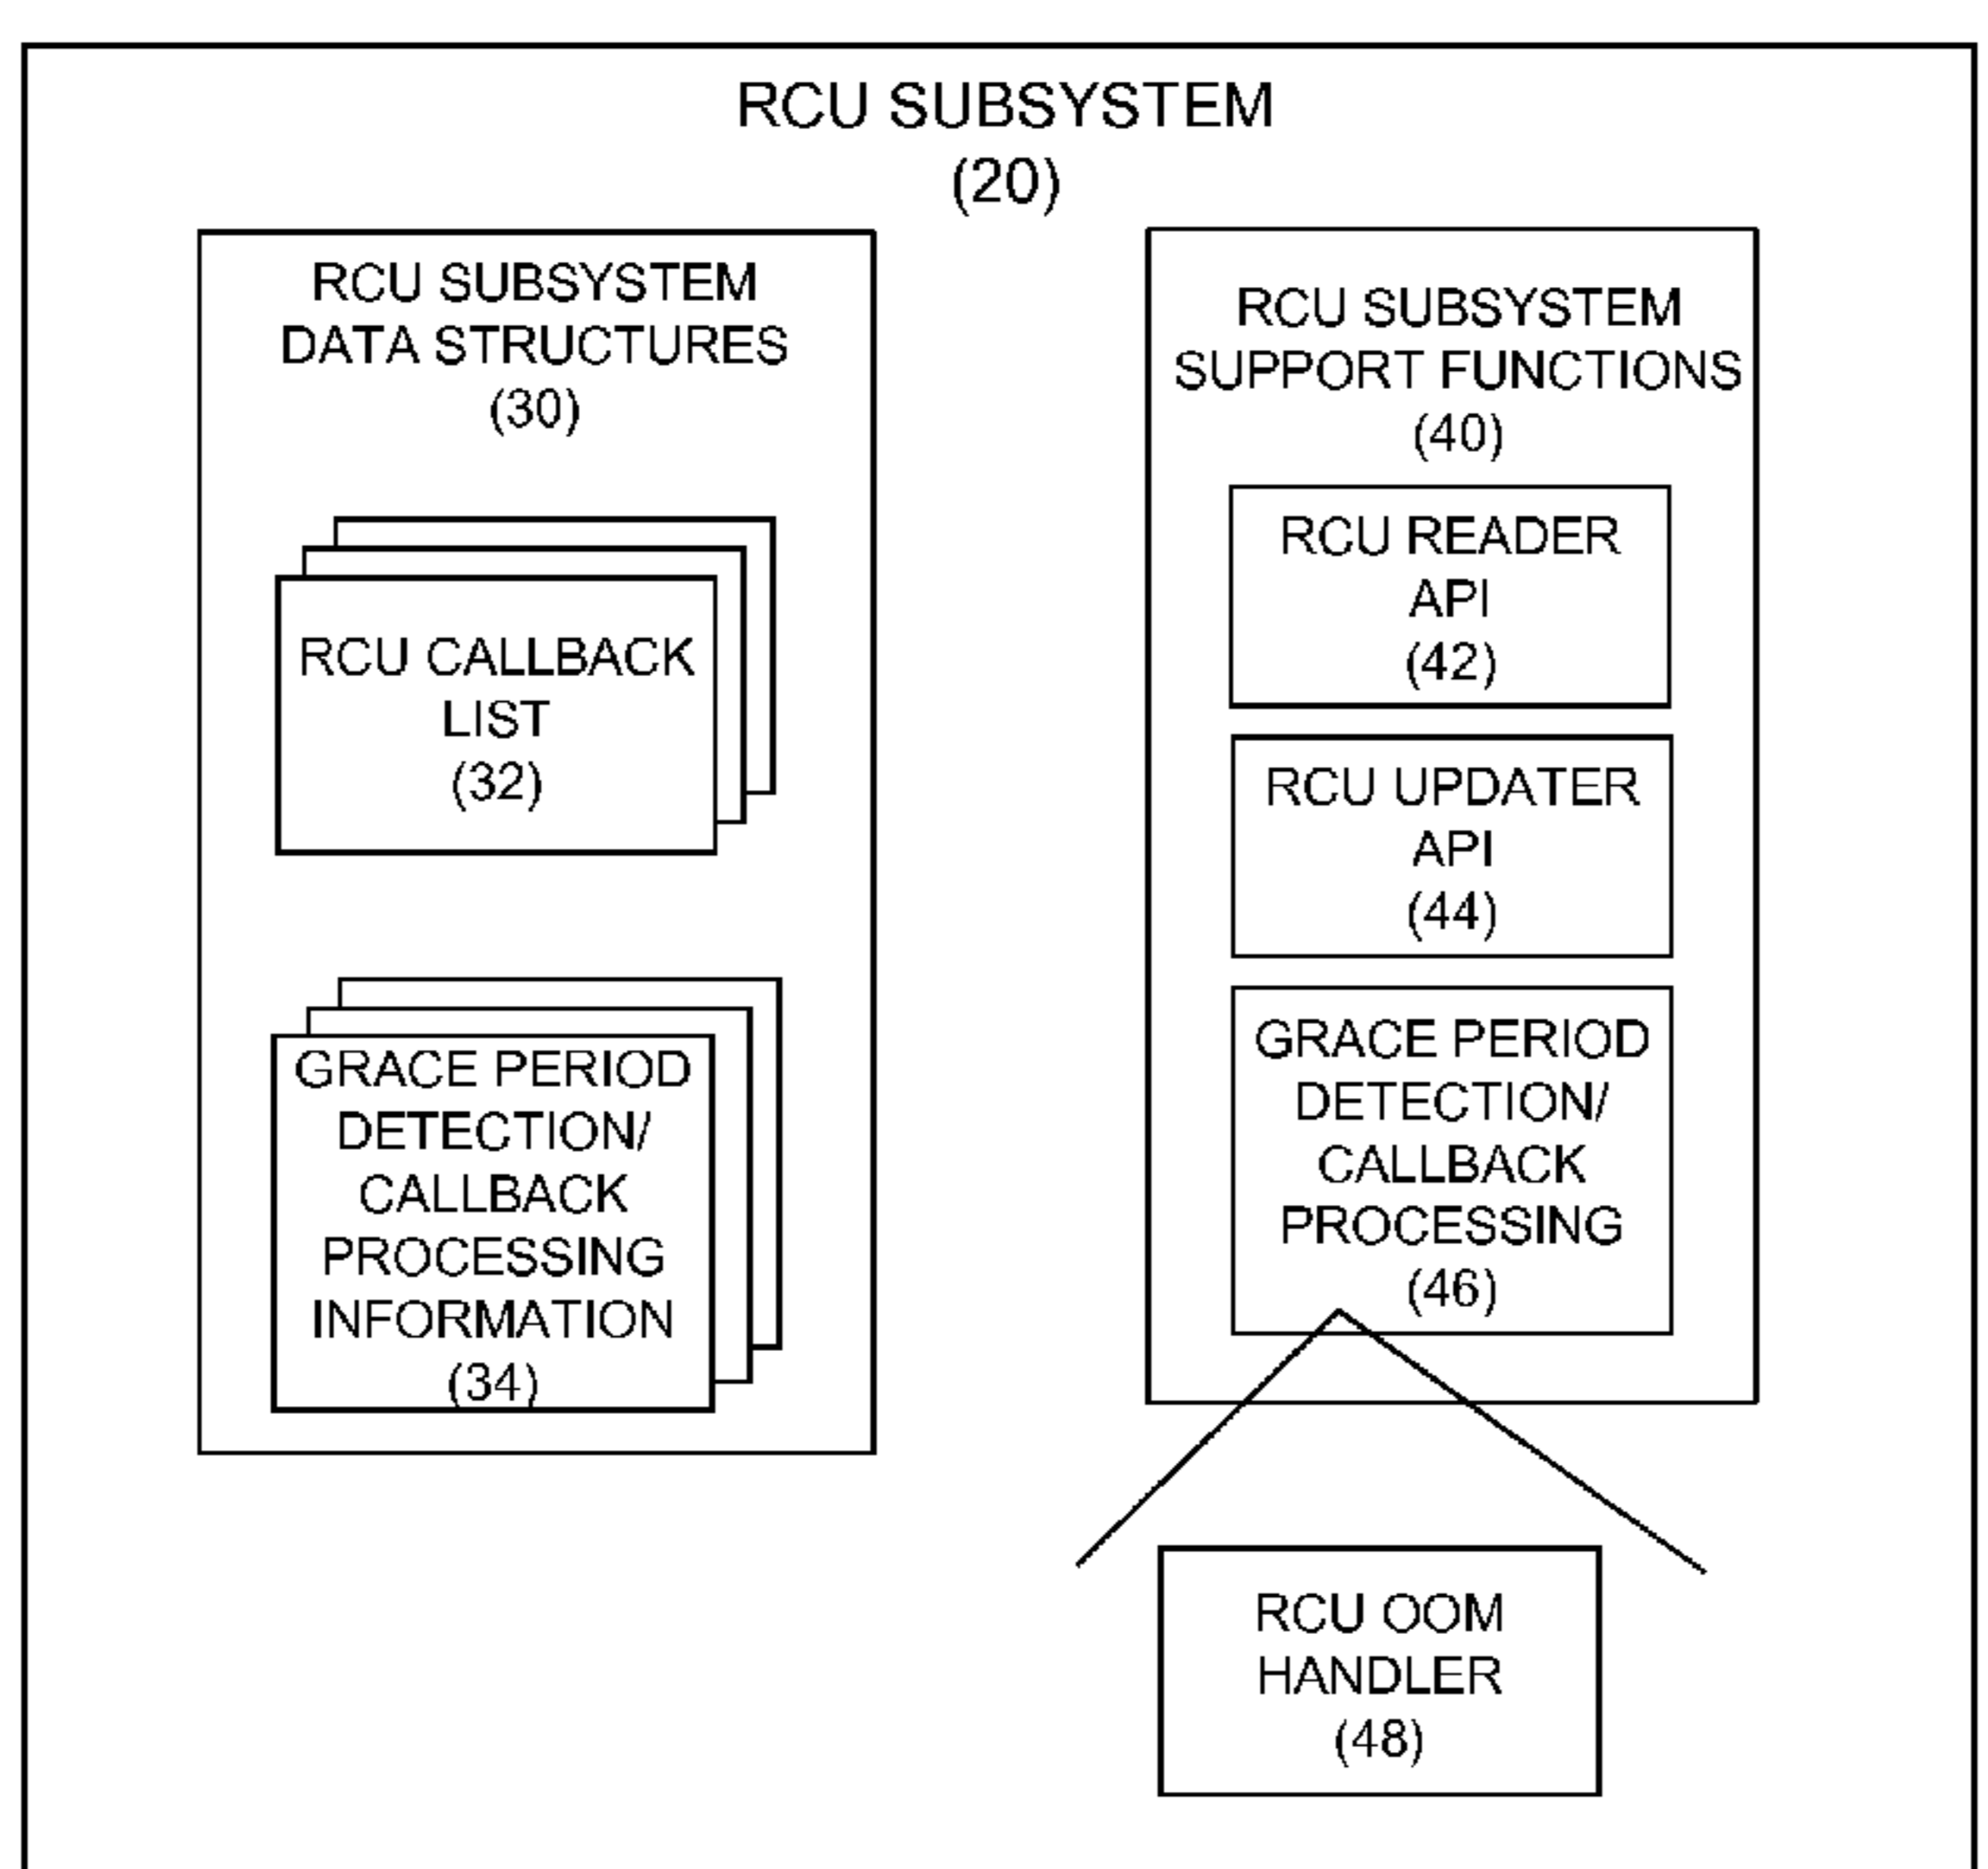 RCU SUBSYSTEM
(20)
RCU SUBSYSTEM
DATA STRUCTURES
(30)
RCU CALLBACK
LIST
(32)
GRACE PERIOD
DETECTION/
CALLBACK
PROCESSING
INFORMATION
(34)
RCU SUBSYSTEM
SUPPORT FUNCTIONS
(40)
RCU READER
API
(42)
RCU UPDATER
API
(44)
GRACE PERIOD
DETECTION/
CALLBACK
PROCESSING
(46)
RCU OOM
HANDLER
(48)